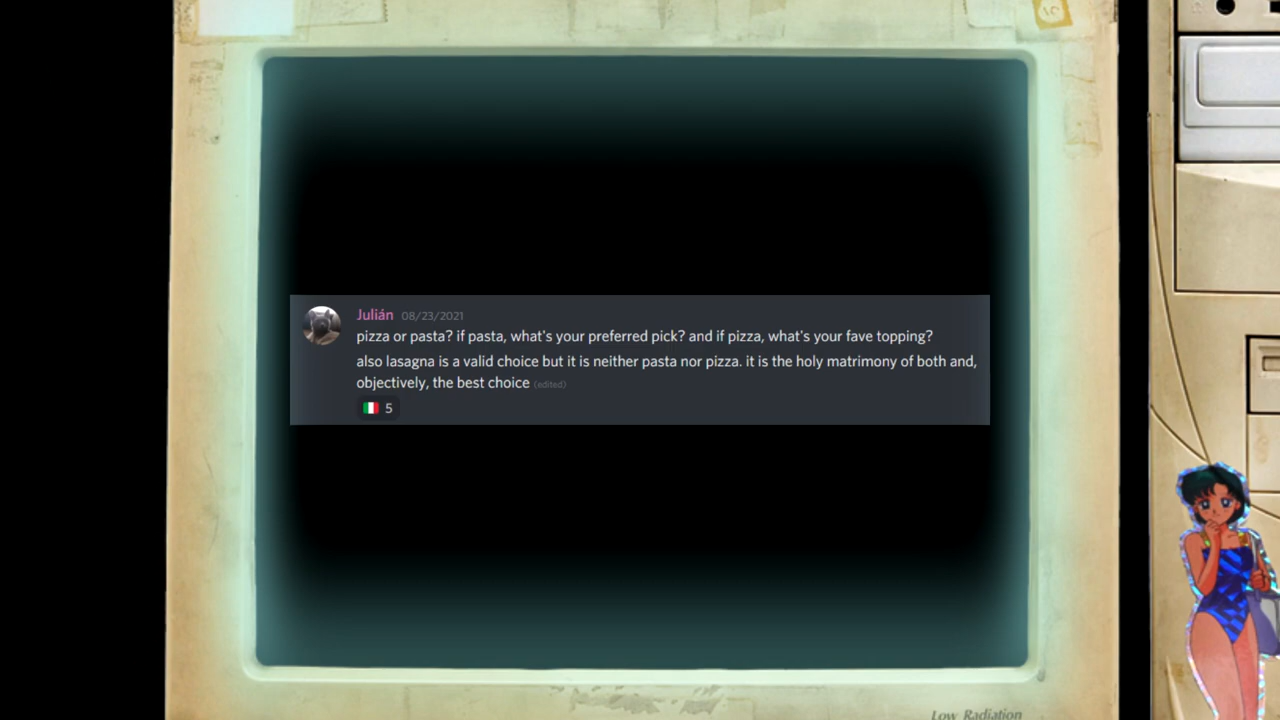 Julián 08/23/2021
pizza or pasta? if pasta, what's your preferred pick? and if pizza, what's your fave topping?
also lasagna is a valid choice but it is neither pasta nor pizza. it is the holy matrimony of both and,
objectively, the best choice (edited)
5
Low Radiation